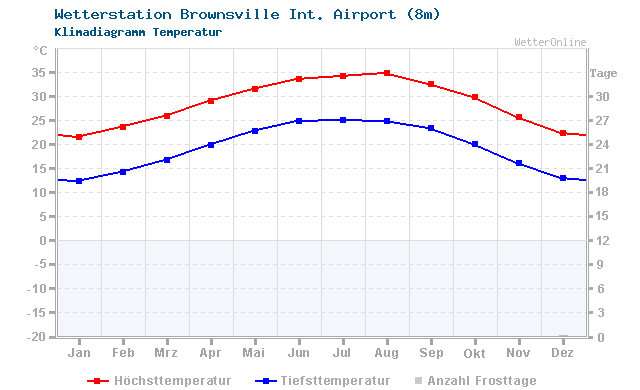 Wetterstation Brownsville Int. Airport (8m)
Klimadiagramm Temperatur
WetterOnline
°C
35 Tage
30 30
25 27
20 24
15 21
10 18
5 15
0 12
-5 9
-10 6
-15 3
-20 0
Jan Feb Mrz Apr Mai Jun Jul Aug Sep Okt Nov Dez
Höchsttemperatur Tiefsttemperatur Anzahl Frosttage